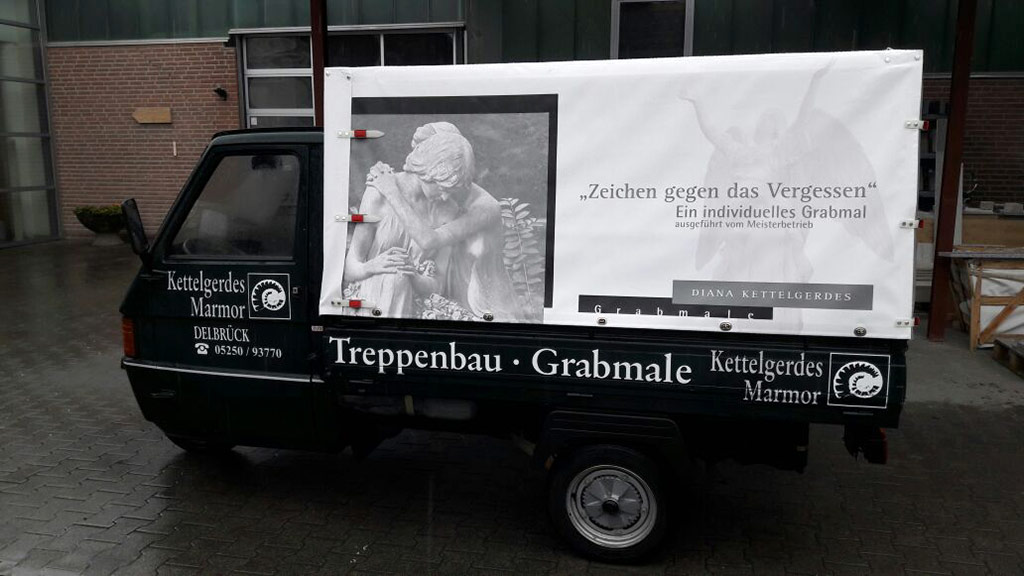 „Zeichen gegen das Vergessen“
Ein individuelles Grabmal
ausgeführt vom Meisterbetrieb
DIANA KETTELGERDES
Grabmale
Kettelgerdes
Marmor
DELBRÜCK
☎ 05250 / 93770
Treppenbau · Grabmale
Kettelgerdes
Marmor